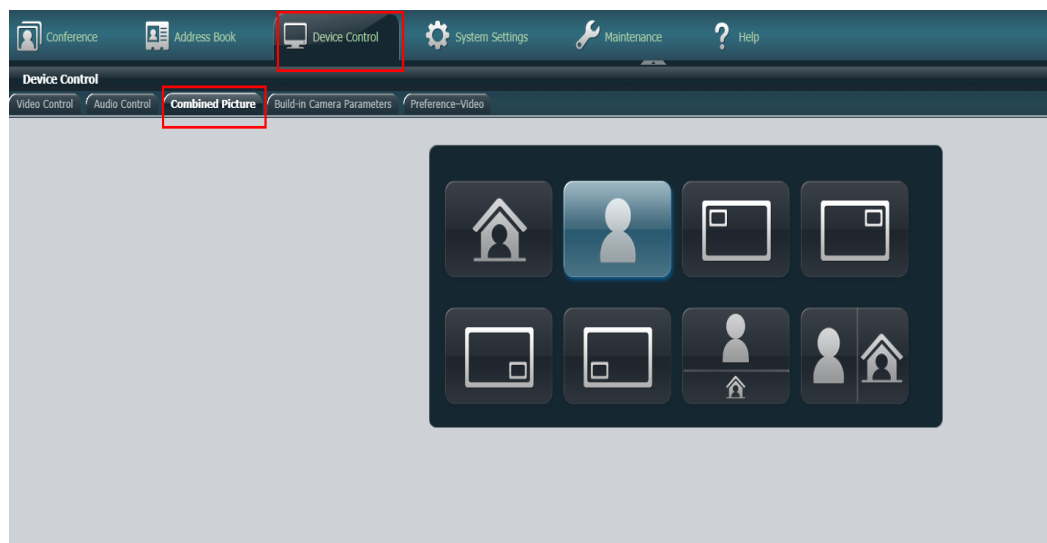 Conference Address Book Device Control System Settings Maintenance ? Help
Device Control
Video Control Audio Control Combined Picture Build-in Camera Parameters Preference-Video